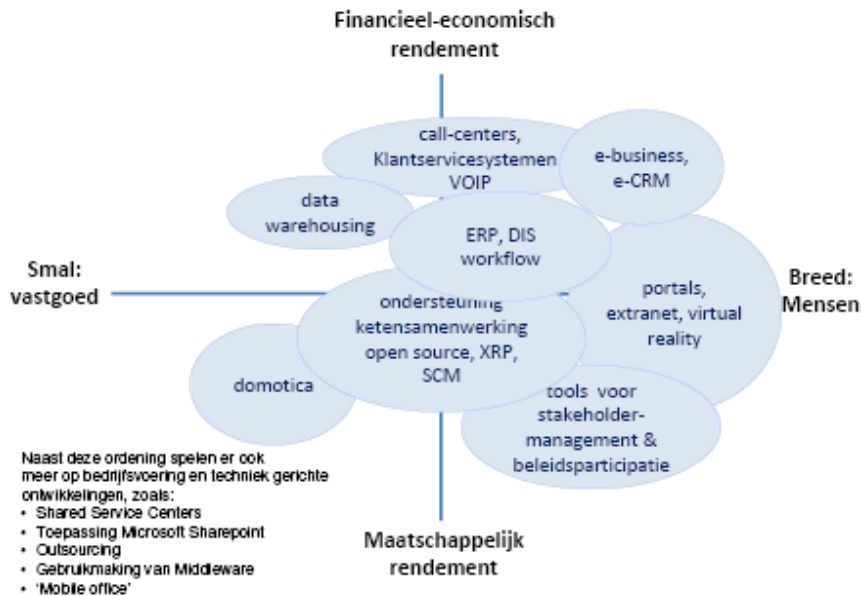 Financieel-economisch
rendement
call-centers,
Klantservicesystemen
VOIP
e-business,
e-CRM
data
warehousing
ERP, DIS
workflow
Smal:
vastgoed
Breed:
Mensen
portals,
extranet, virtual
reality
ondersteuning
ketensamenwerking
open source, XRP,
SCM
domotica
tools voor
stakeholder-
management &
beleidsparticipatie
Naast deze ordening spelen er ook
meer op bedrijfsvoering en techniek gerichte
ontwikkelingen, zoals:
• Shared Service Centers
• Toepassing Microsoft Sharepoint
• Outsourcing
• Gebruikmaking van Middleware
• 'Mobile office'
Maatschappelijk
rendement